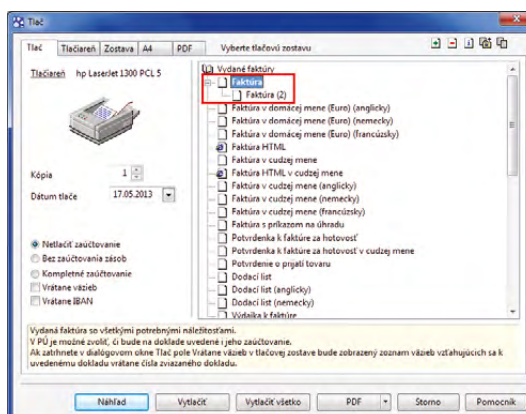 Tlač
Tlač Tlačiareň Zostava A4 PDF Vyberte tlačovú zostavu
Tlačiareň hp LaserJet 1300 PCL 5
Kópia 1
Dátum tlače 17.05.2013
Netlačiť zaúčtovanie
Bez zaúčtovania zásob
Kompletné zaúčtovanie
Vrátane väzieb
Vrátane IBAN
Vydané faktúry
Faktúra
Faktúra (2)
Faktúra v domácej mene (Euro) (anglicky)
Faktúra v domácej mene (Euro) (nemecky)
Faktúra v domácej mene (Euro) (francúzsky)
Faktúra HTML
Faktúra v cudzej mene
Faktúra HTML v cudzej mene
Faktúra v cudzej mene (anglicky)
Faktúra v cudzej mene (nemecky)
Faktúra v cudzej mene (francúzsky)
Faktúra s príkazom na úhradu
Potvrdenka k faktúre za hotovosť
Potvrdenka k faktúre za hotovosť v cudzej mene
Potvrdenie o prijatí tovaru
Dodací list
Dodací list (anglicky)
Dodací list (nemecky)
Výdajka k faktúre
Vydaná faktúra so všetkými potrebnými náležitosťami.
V PÚ je možné zvoliť, či bude na doklade uvedené i jeho zaúčtovanie.
Ak zatrhnete v dialógovom okne Tlač pole Vrátane väzieb v tlačovej zostave bude zobrazený zoznam väzieb vzťahujúcich sa k
uvedenému dokladu vrátane čísla zviazaného dokladu.
Náhľad Vytlačiť Vytlačiť všetko PDF Storno Pomocník